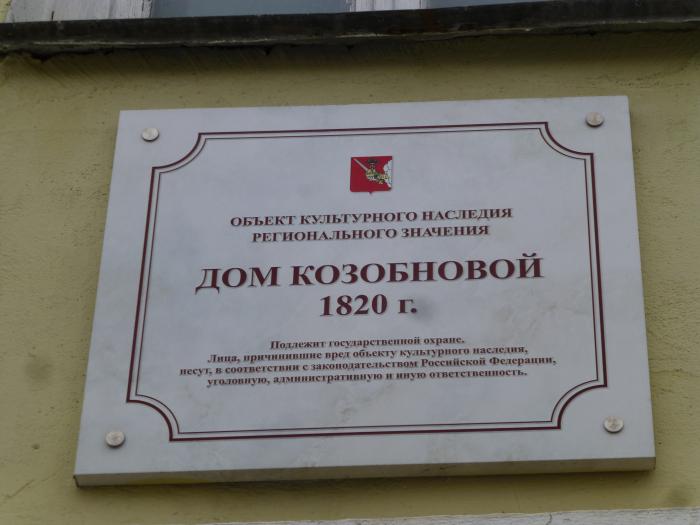 ОБЪЕКТ КУЛЬТУРНОГО НАСЛЕДИЯ
РЕГИОНАЛЬНОГО ЗНАЧЕНИЯ
ДОМ КОЗОБНОВОЙ
1820 г.
Подлежит государственной охране.
Лица, причинившие вред объекту культурного наследия,
несут, в соответствии с законодательством Российской Федерации,
уголовную, административную и иную ответственность.